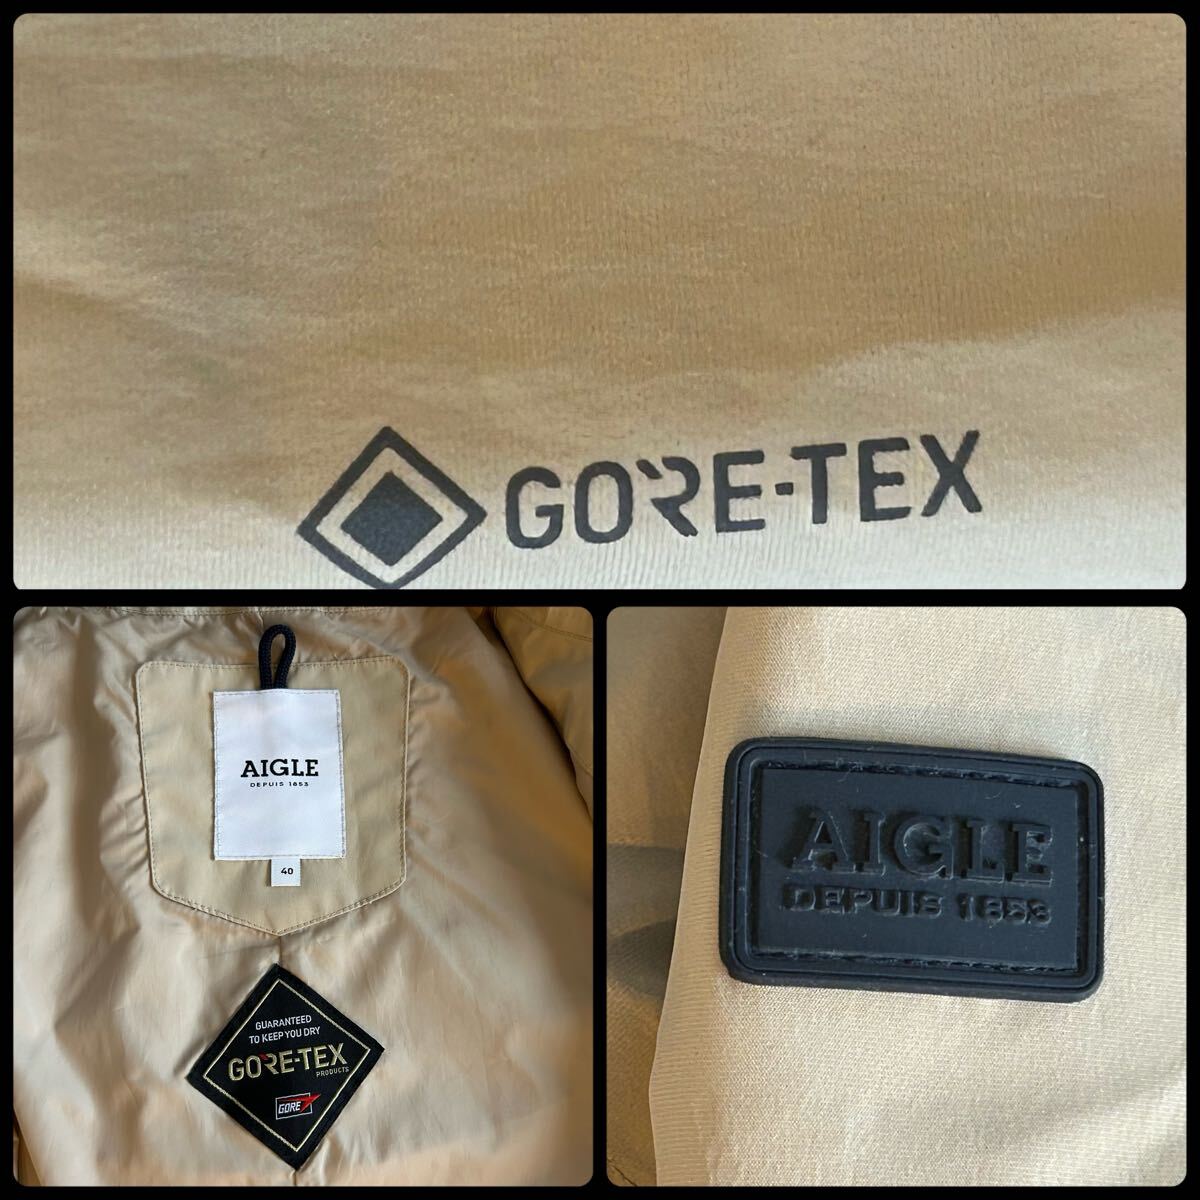 GORE-TEX
AIGLE
DEPUIS 1853
40
GUARANTEED
TO KEEP YOU DRY
GORE-TEX
PRODUCTS
GORE
AIGLE
DEPUIS 1853